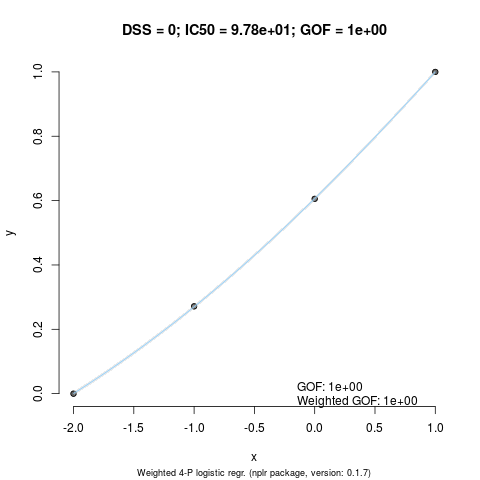 DSS = 0; IC50 = 9.78e+01; GOF = 1e+00
1.0
0.8
0.6
y
0.4
0.2
0.0
GOF: 1e+00
Weighted GOF: 1e+00
-2.0 -1.5 -1.0 -0.5 0.0 0.5 1.0
x
Weighted 4-P logistic regr. (nplr package, version: 0.1.7)